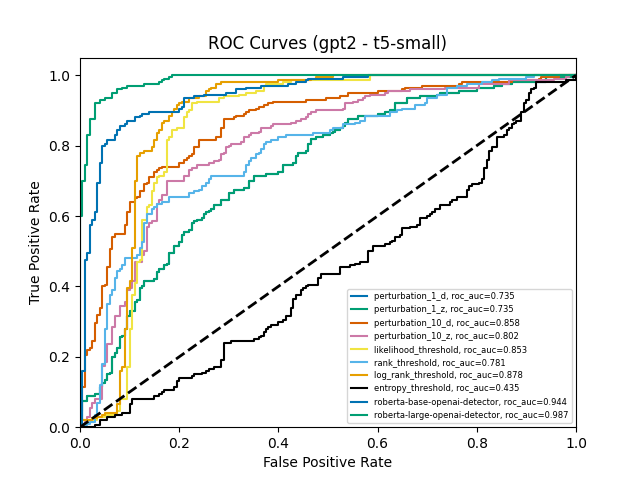 ROC Curves (gpt2 - t5-small)
1.0
0.8
0.6
0.4
0.2
0.0
True Positive Rate
perturbation_1_d, roc_auc=0.735
perturbation_1_z, roc_auc=0.735
perturbation_10_d, roc_auc=0.858
perturbation_10_z, roc_auc=0.802
likelihood_threshold, roc_auc=0.853
rank_threshold, roc_auc=0.781
log_rank_threshold, roc_auc=0.878
entropy_threshold, roc_auc=0.435
roberta-base-openai-detector, roc_auc=0.944
roberta-large-openai-detector, roc_auc=0.987
0.0 0.2 0.4 0.6 0.8 1.0
False Positive Rate